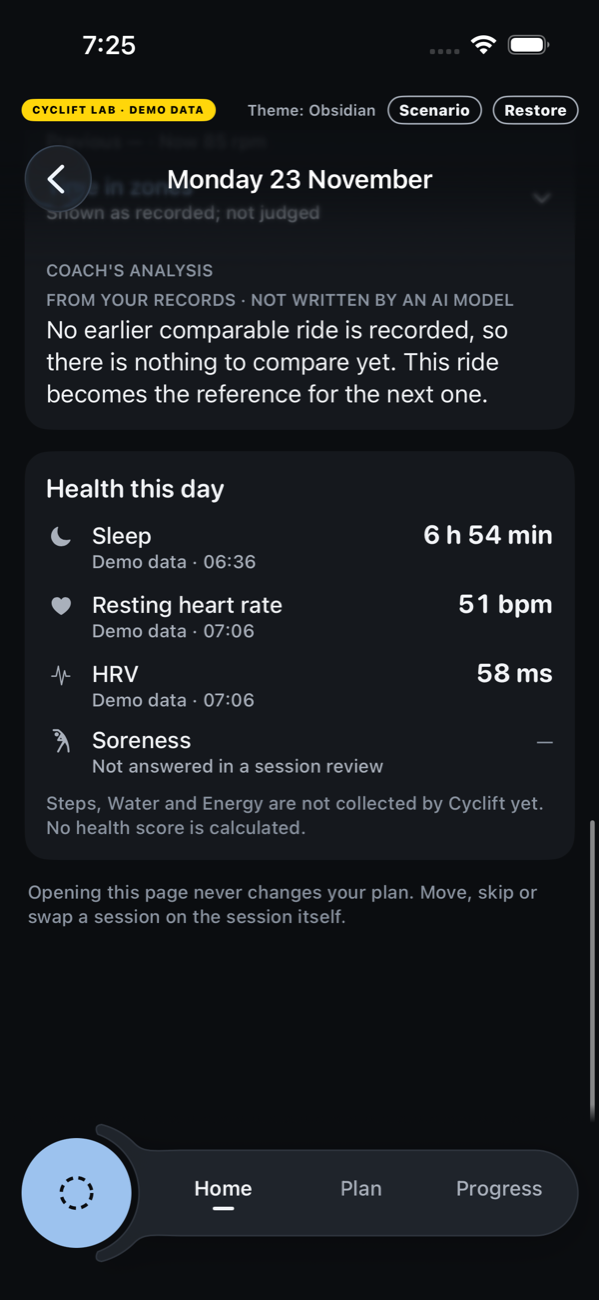 7:25
CYCLIFT LAB · DEMO DATA
Theme: Obsidian
Scenario
Restore
Monday 23 November
in zones
Shown as recorded; not judged
COACH'S ANALYSIS
FROM YOUR RECORDS · NOT WRITTEN BY AN AI MODEL
No earlier comparable ride is recorded, so
there is nothing to compare yet. This ride
becomes the reference for the next one.
Health this day
Sleep
6 h 54 min
Demo data · 06:36
Resting heart rate
51 bpm
Demo data · 07:06
HRV
58 ms
Demo data · 07:06
Soreness
—
Not answered in a session review
Steps, Water and Energy are not collected by Cyclift yet.
No health score is calculated.
Opening this page never changes your plan. Move, skip or
swap a session on the session itself.
Home
Plan
Progress